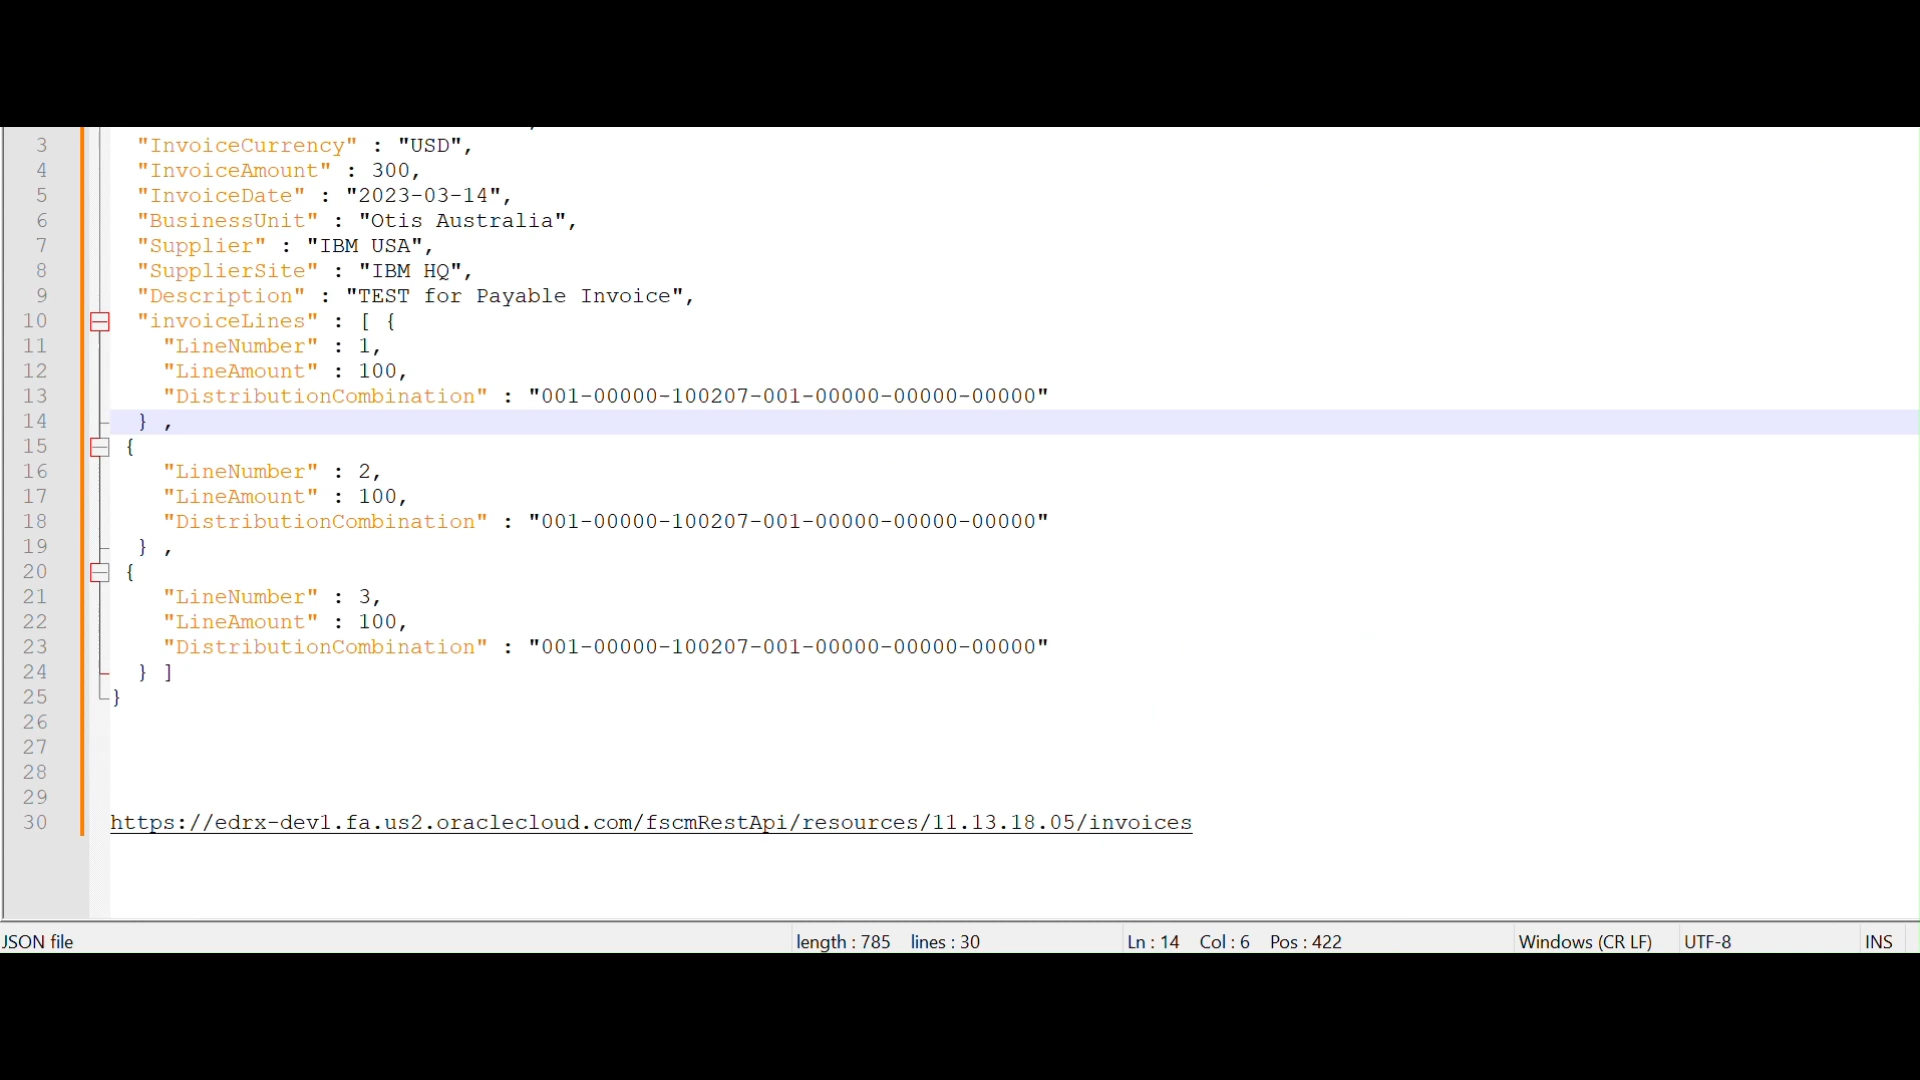 3 "InvoiceCurrency" : "USD",
4 "InvoiceAmount" : 300,
5 "InvoiceDate" : "2023-03-14",
6 "BusinessUnit" : "Otis Australia",
7 "Supplier" : "IBM USA",
8 "SupplierSite" : "IBM HQ",
9 "Description" : "TEST for Payable Invoice",
10 "invoiceLines" : [ {
11 "LineNumber" : 1,
12 "LineAmount" : 100,
13 "DistributionCombination" : "001-00000-100207-001-00000-00000-00000"
14 } ,
15 {
16 "LineNumber" : 2,
17 "LineAmount" : 100,
18 "DistributionCombination" : "001-00000-100207-001-00000-00000-00000"
19 } ,
20 {
21 "LineNumber" : 3,
22 "LineAmount" : 100,
23 "DistributionCombination" : "001-00000-100207-001-00000-00000-00000"
24 } ]
25 }
26
27
28
29
30 https://edrx-dev1.fa.us2.oraclecloud.com/fscmRestApi/resources/11.13.18.05/invoices
JSON file length : 785 lines : 30 Ln : 14 Col : 6 Pos : 422 Windows (CR LF) UTF-8 INS